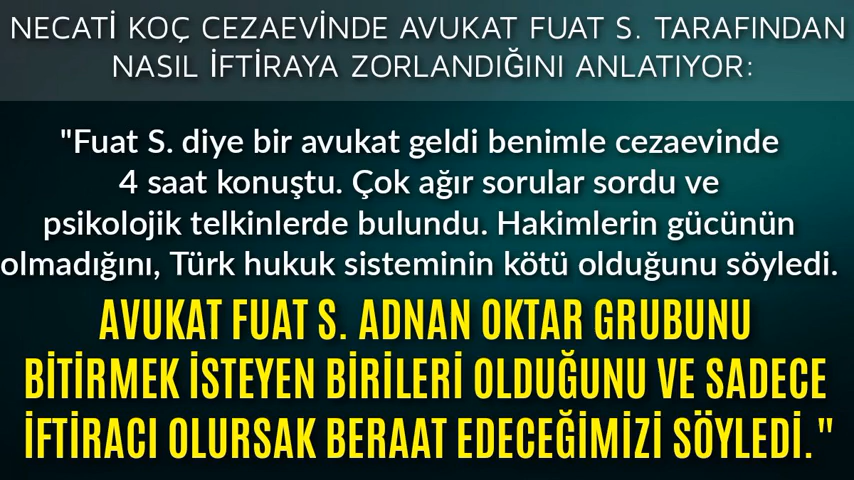 NECATİ KOÇ CEZAEVİNDE AVUKAT FUAT S. TARAFINDAN
NASIL İFTİRAYA ZORLANDIĞINI ANLATIYOR:
"Fuat S. diye bir avukat geldi benimle cezaevinde
4 saat konuştu. Çok ağır sorular sordu ve
psikolojik telkinlerde bulundu. Hakimlerin gücünün
olmadığını, Türk hukuk sisteminin kötü olduğunu söyledi.
AVUKAT FUAT S. ADNAN OKTAR GRUBUNU
BİTİRMEK İSTEYEN BİRİLERİ OLDUĞUNU VE SADECE
İFTİRACI OLURSAK BERAAT EDECEĞİMİZİ SÖYLEDİ."